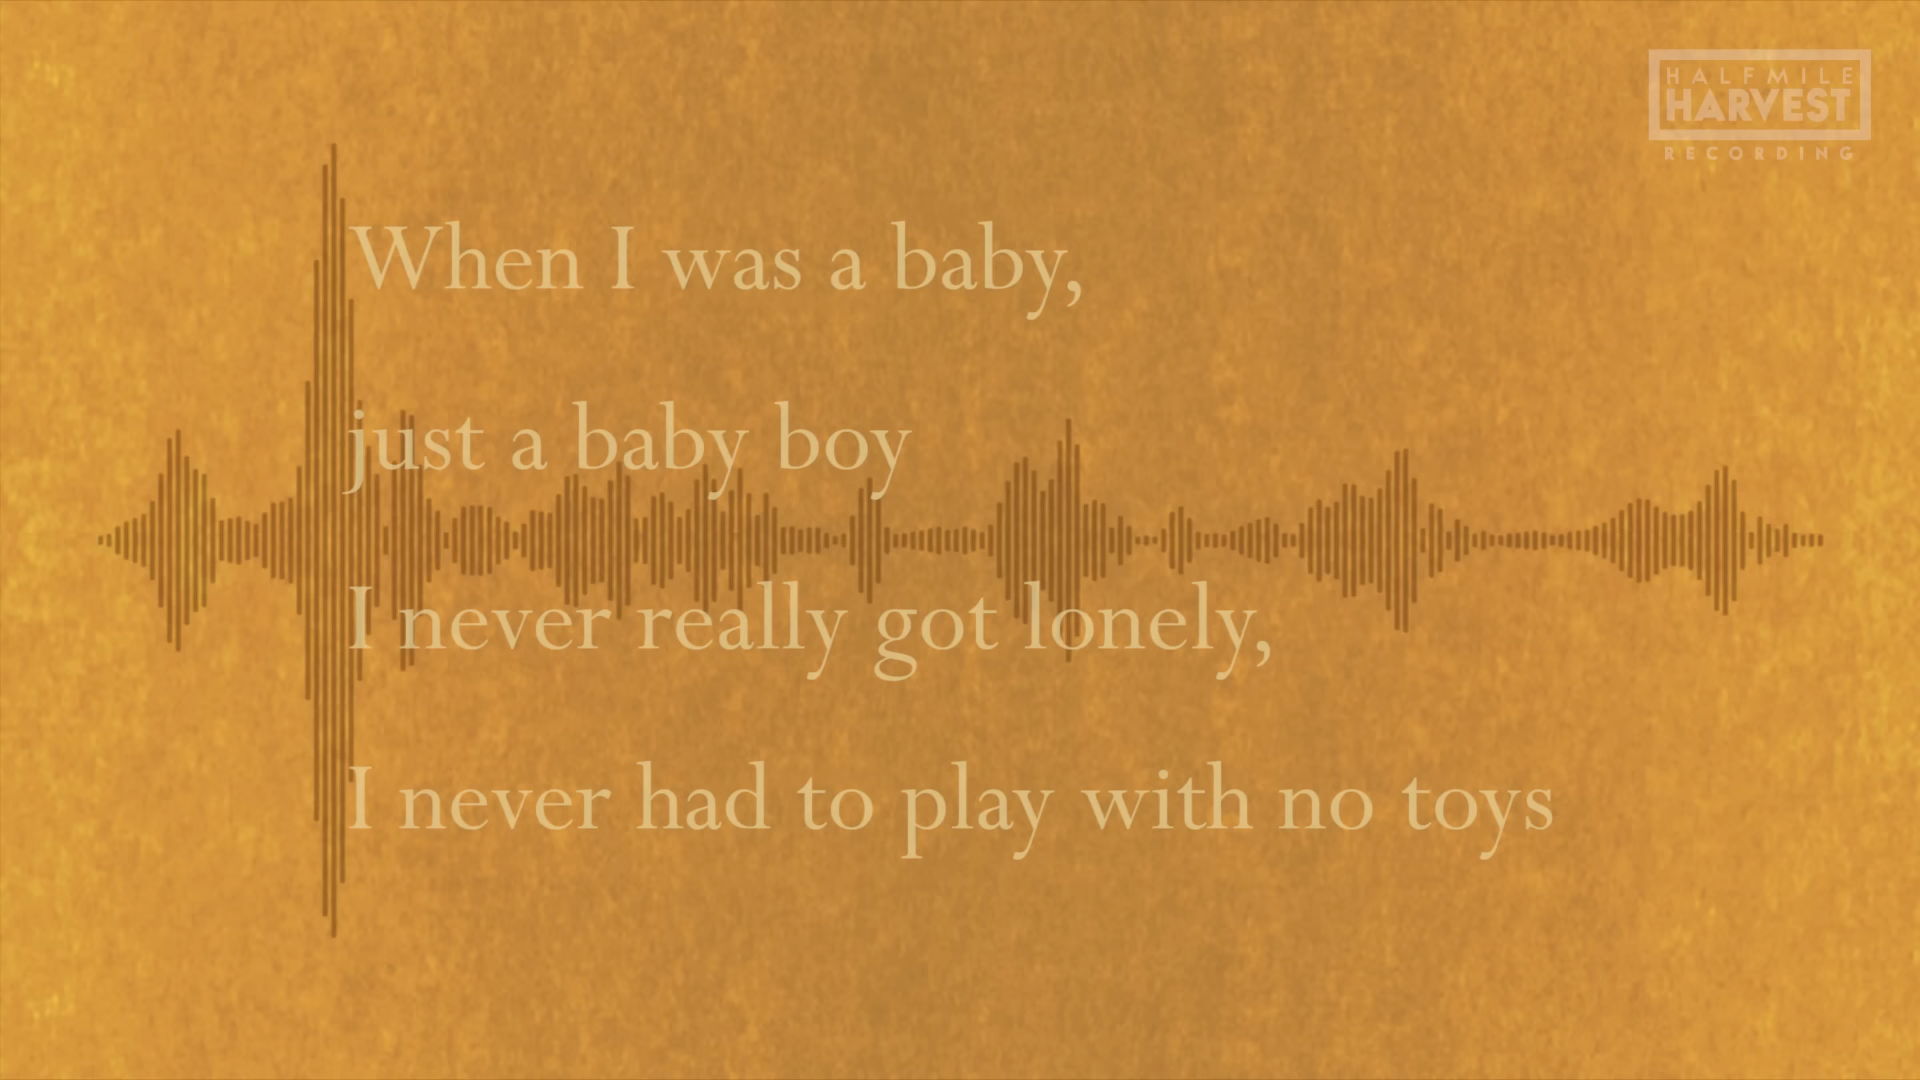 HALFMILE
HARVEST
RECORDING
When I was a baby,
just a baby boy
I never really got lonely,
I never had to play with no toys